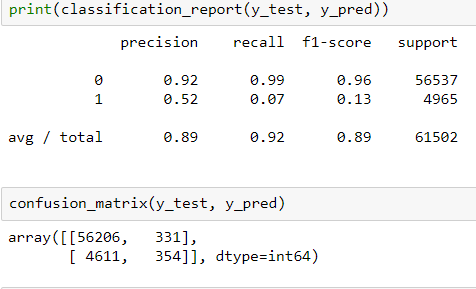 print(classification_report(y_test, y_pred))
precision recall f1-score support
0 0.92 0.99 0.96 56537
1 0.52 0.07 0.13 4965
avg / total 0.89 0.92 0.89 61502
confusion_matrix(y_test, y_pred)
array([[56206, 331],
[ 4611, 354]], dtype=int64)